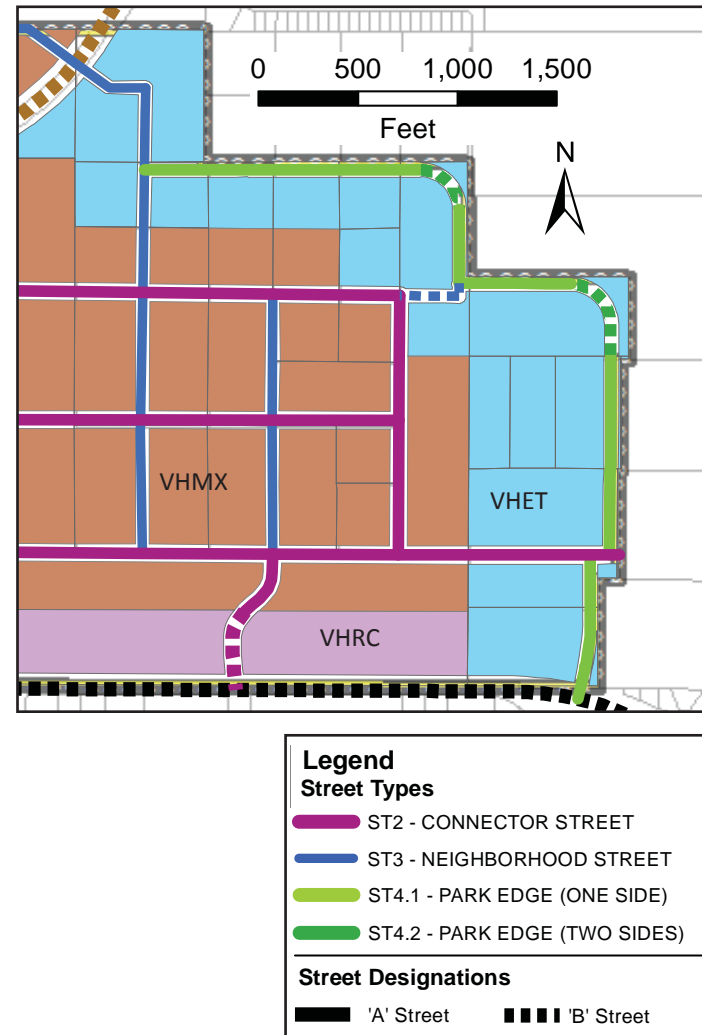 0 500 1,000 1,500
Feet
N
VHMX
VHET
VHRC
Legend
Street Types
ST2 - CONNECTOR STREET
ST3 - NEIGHBORHOOD STREET
ST4.1 - PARK EDGE (ONE SIDE)
ST4.2 - PARK EDGE (TWO SIDES)
Street Designations
'A' Street 'B' Street